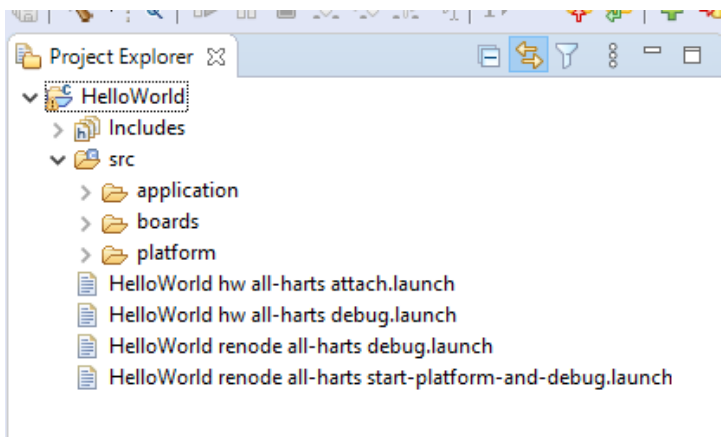 Project Explorer
HelloWorld
Includes
src
application
boards
platform
HelloWorld hw all-harts attach.launch
HelloWorld hw all-harts debug.launch
HelloWorld renode all-harts debug.launch
HelloWorld renode all-harts start-platform-and-debug.launch